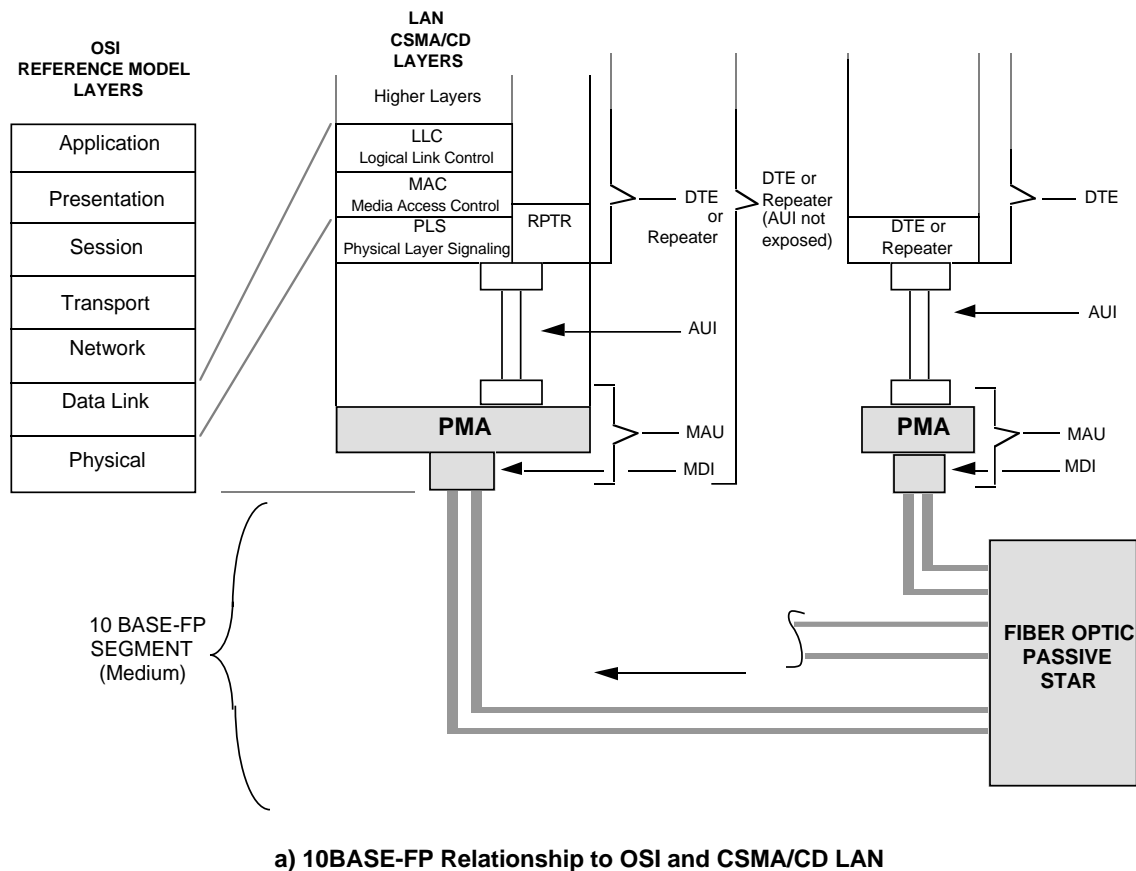 OSI
REFERENCE MODEL
LAYERS
Application
Presentation
Session
Transport
Network
Data Link
Physical
LAN
CSMA/CD
LAYERS
Higher Layers
LLC
Logical Link Control
MAC
Media Access Control
PLS
Physical Layer Signaling
RPTR
DTE
or
Repeater
DTE or
Repeater
(AUI not
exposed)
AUI
PMA
MAU
MDI
DTE or
Repeater
DTE
AUI
PMA
MAU
MDI
10 BASE-FP
SEGMENT
(Medium)
FIBER OPTIC
PASSIVE
STAR
a) 10BASE-FP Relationship to OSI and CSMA/CD LAN